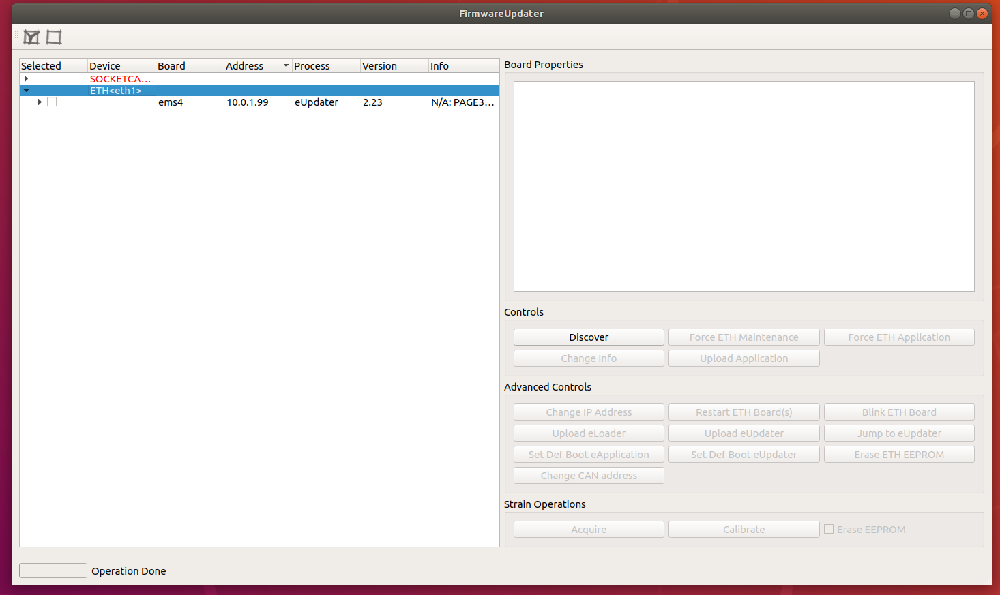 FirmwareUpdater
Selected Device Board Address Process Version Info
SOCKETCA...
ETH<eth1>
ems4 10.0.1.99 eUpdater 2.23 N/A: PAGE3...
Board Properties
Controls
Discover Force ETH Maintenance Force ETH Application
Change Info Upload Application
Advanced Controls
Change IP Address Restart ETH Board(s) Blink ETH Board
Upload eLoader Upload eUpdater Jump to eUpdater
Set Def Boot eApplication Set Def Boot eUpdater Erase ETH EEPROM
Change CAN address
Strain Operations
Acquire Calibrate Erase EEPROM
Operation Done